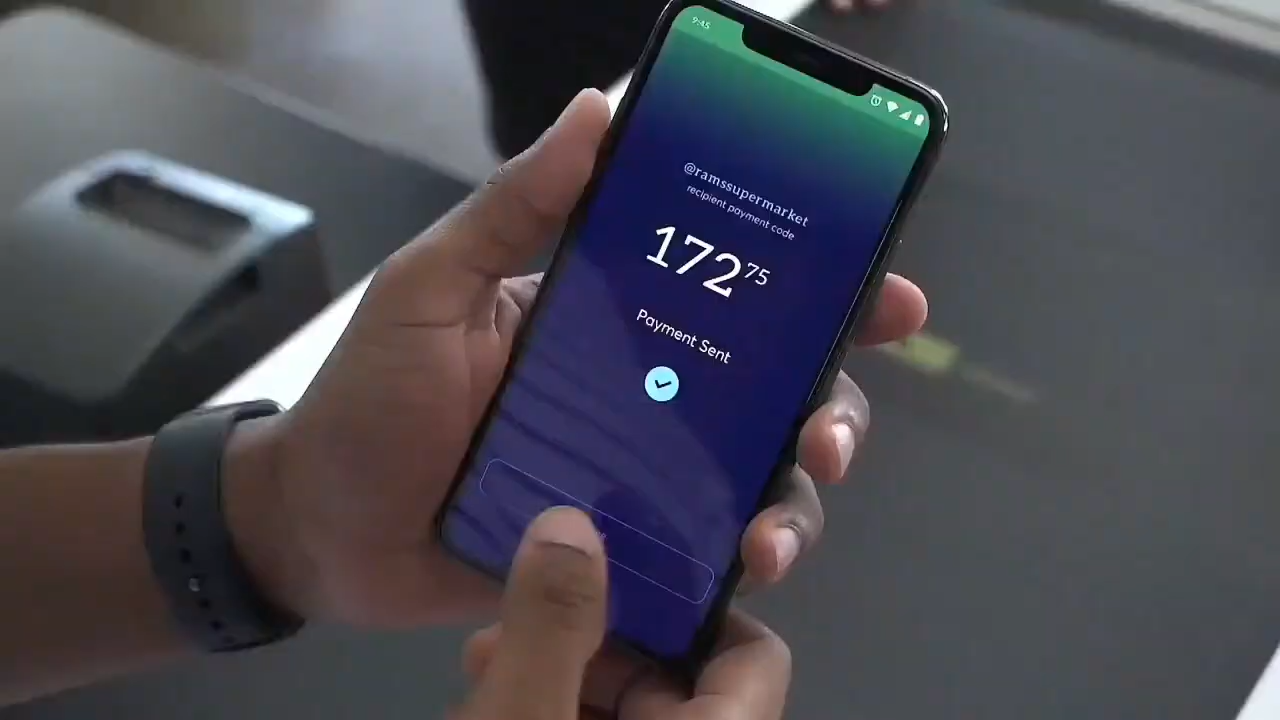 9:45
@ramssupermarket
recipient payment code
172 75
Payment Sent